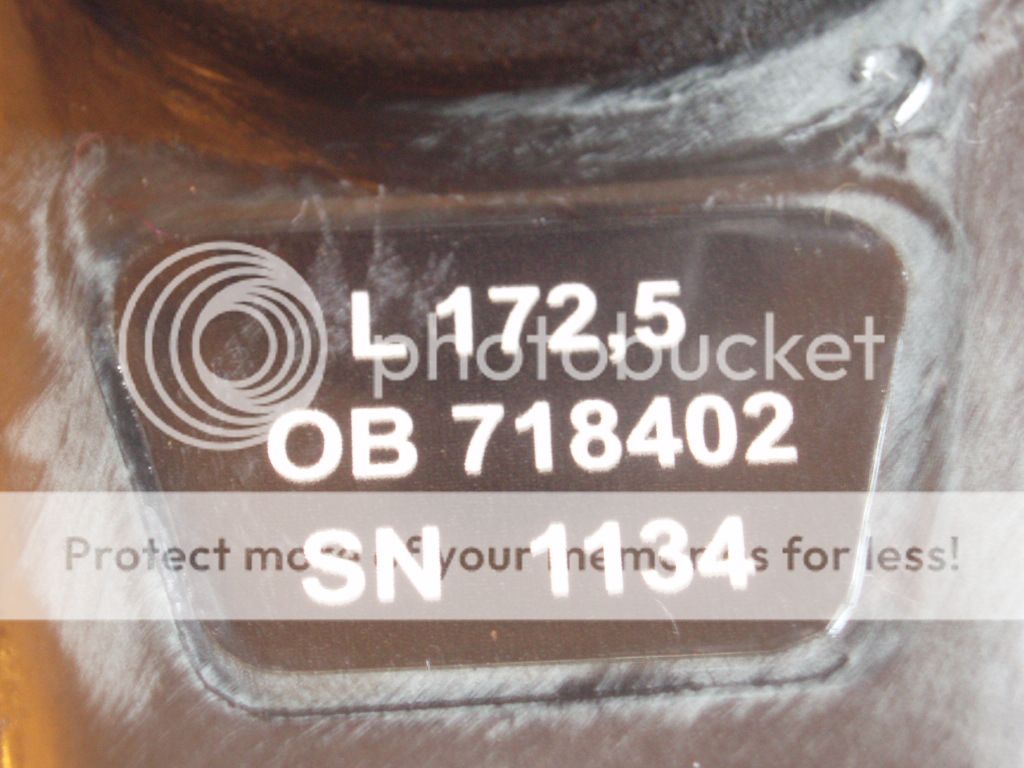 L 172,5
photobucket
OB 718402
SN 1134
Protect more of your memories for less!